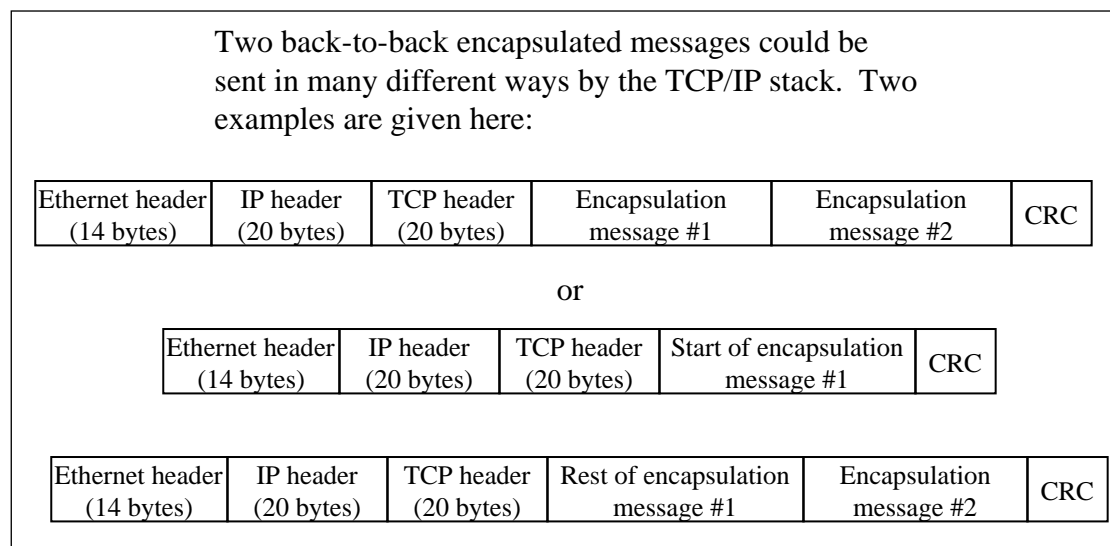 Two back-to-back encapsulated messages could be
sent in many different ways by the TCP/IP stack.  Two
examples are given here:
Ethernet header
(14 bytes)
IP header
(20 bytes)
TCP header
(20 bytes)
Encapsulation
message #1
Encapsulation
message #2
CRC
or
Ethernet header
(14 bytes)
IP header
(20 bytes)
TCP header
(20 bytes)
Start of encapsulation
message #1
CRC
Ethernet header
(14 bytes)
IP header
(20 bytes)
TCP header
(20 bytes)
Rest of encapsulation
message #1
Encapsulation
message #2
CRC